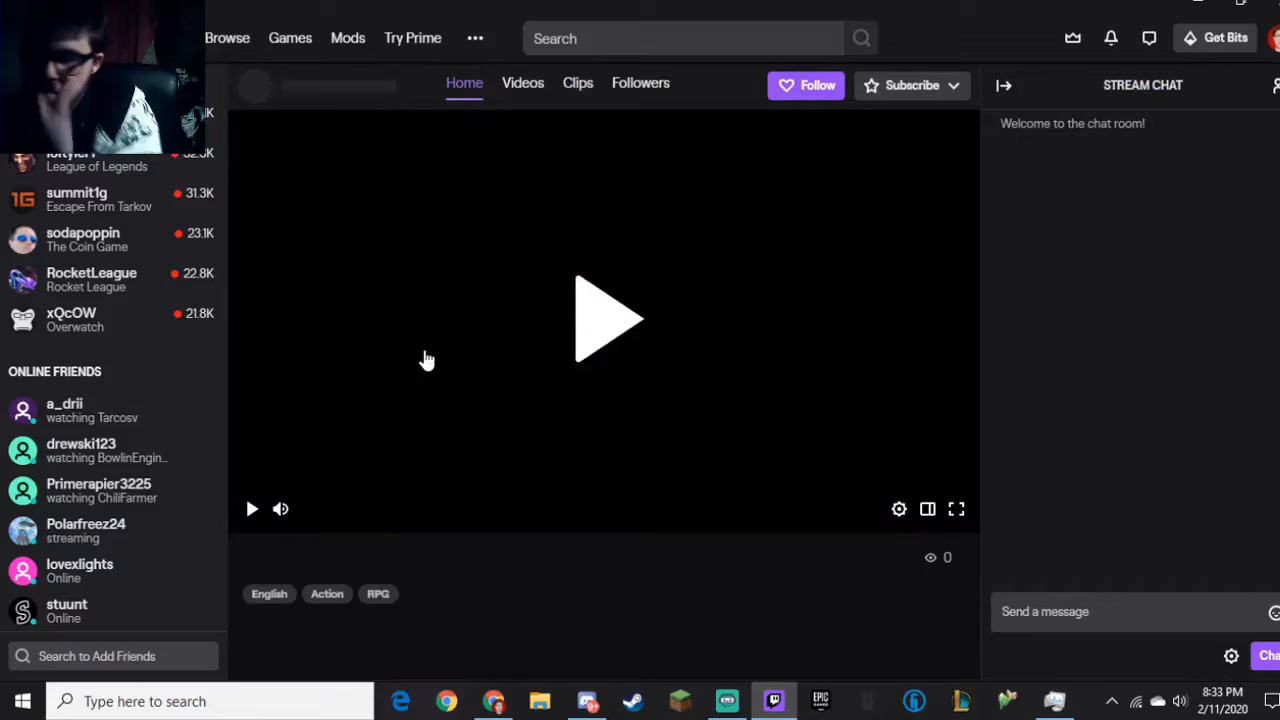 Browse Games Mods Try Prime ••• Search Get Bits
Home Videos Clips Followers Follow Subscribe STREAM CHAT
Welcome to the chat room!
K
League of Legends
summit1g 31.3K
Escape From Tarkov
sodapoppin 23.1K
The Coin Game
RocketLeague 22.8K
Rocket League
xQcOW 21.8K
Overwatch
ONLINE FRIENDS
a_drii
watching Tarcosv
drewski123
watching BowlinEngin...
Primerapier3225
watching ChiliFarmer
Polarfreez24
streaming
lovexlights
Online
stuunt
Online
Search to Add Friends
0
English Action RPG
Send a message
Cha
Type here to search
EPIC GAMES
8:33 PM
2/11/2020